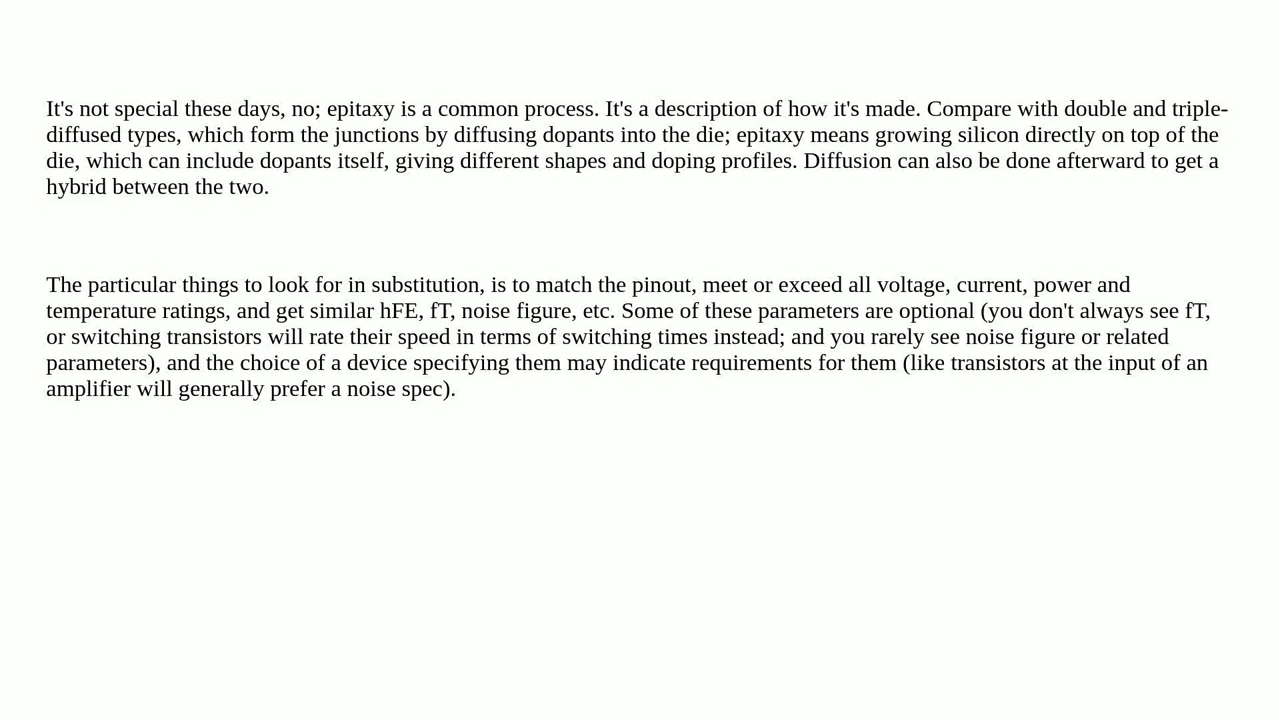 It's not special these days, no; epitaxy is a common process. It's a description of how it's made. Compare with double and triple-
diffused types, which form the junctions by diffusing dopants into the die; epitaxy means growing silicon directly on top of the
die, which can include dopants itself, giving different shapes and doping profiles. Diffusion can also be done afterward to get a
hybrid between the two.
The particular things to look for in substitution, is to match the pinout, meet or exceed all voltage, current, power and
temperature ratings, and get similar hFE, fT, noise figure, etc. Some of these parameters are optional (you don't always see fT,
or switching transistors will rate their speed in terms of switching times instead; and you rarely see noise figure or related
parameters), and the choice of a device specifying them may indicate requirements for them (like transistors at the input of an
amplifier will generally prefer a noise spec).